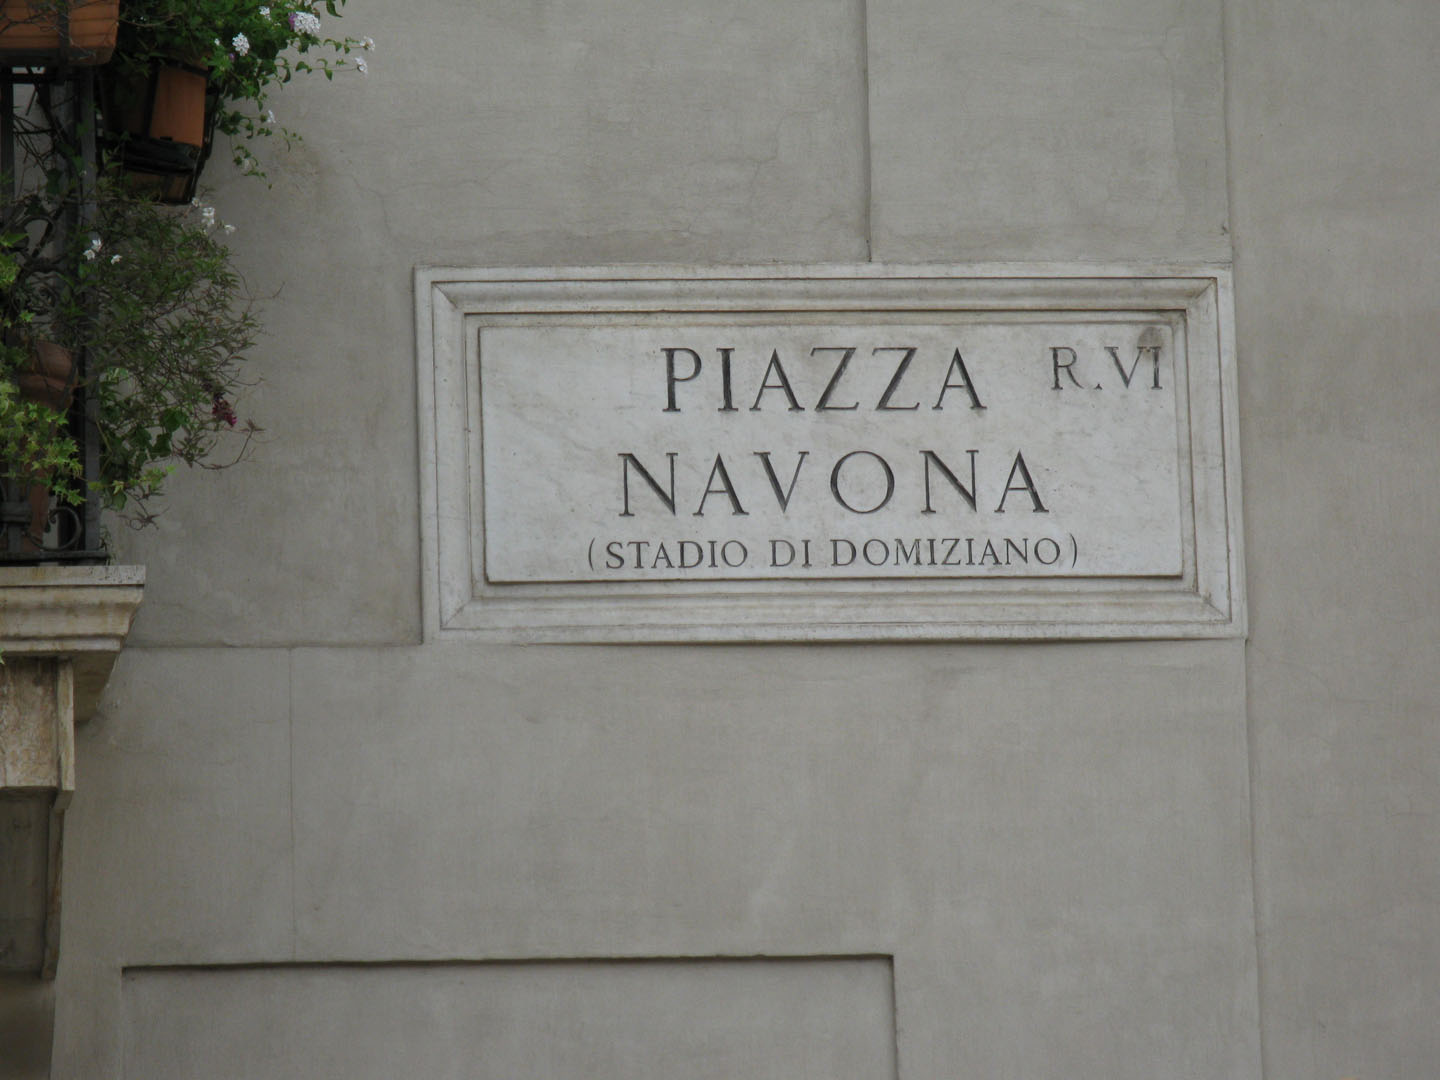 PIAZZA R.VI
NAVONA
(STADIO DI DOMIZIANO)